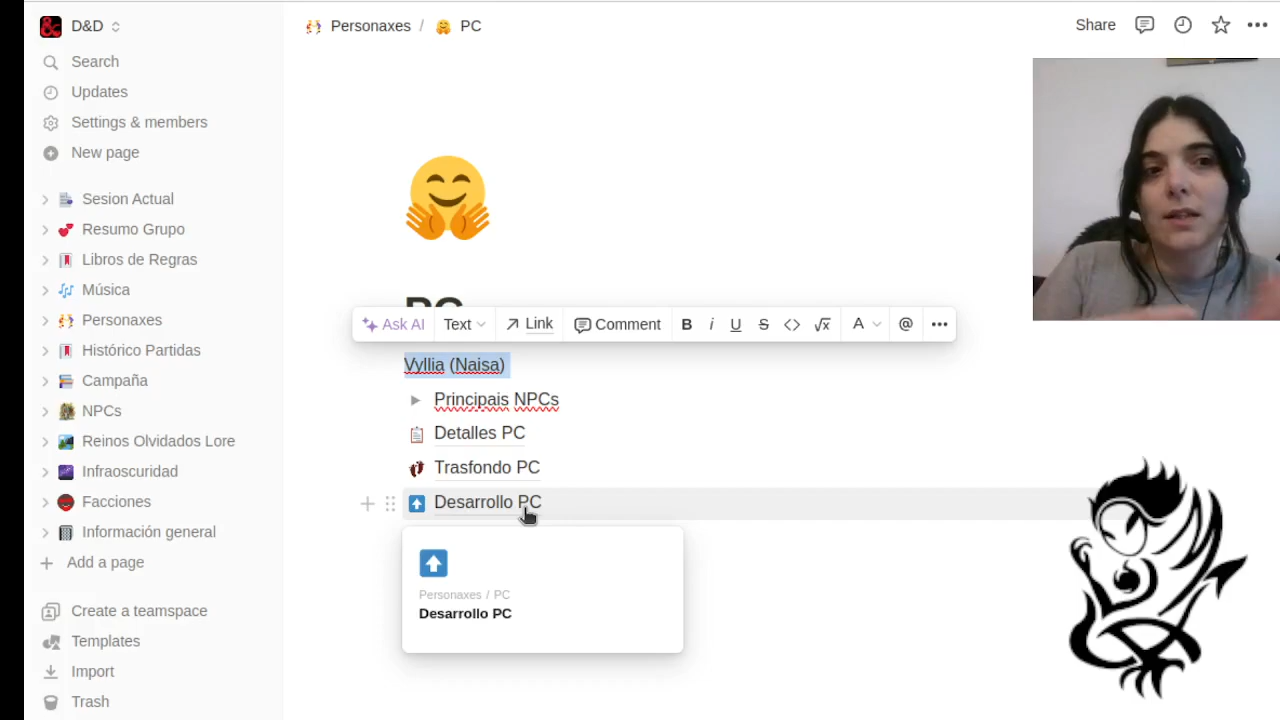 D&D
Personaxes / PC
Share
Search
Updates
Settings & members
New page
Sesion Actual
Resumo Grupo
Libros de Regras
Música
Personaxes
Histórico Partidas
Campaña
NPCs
Reinos Olvidados Lore
Infraoscuridad
Facciones
Información general
Add a page
Create a teamspace
Templates
Import
Trash
PC
Ask AI Text Link Comment B i U S <> √x A @ •••
Vyllia (Naisa)
Principais NPCs
Detalles PC
Trasfondo PC
Desarrollo PC
Personaxes / PC
Desarrollo PC